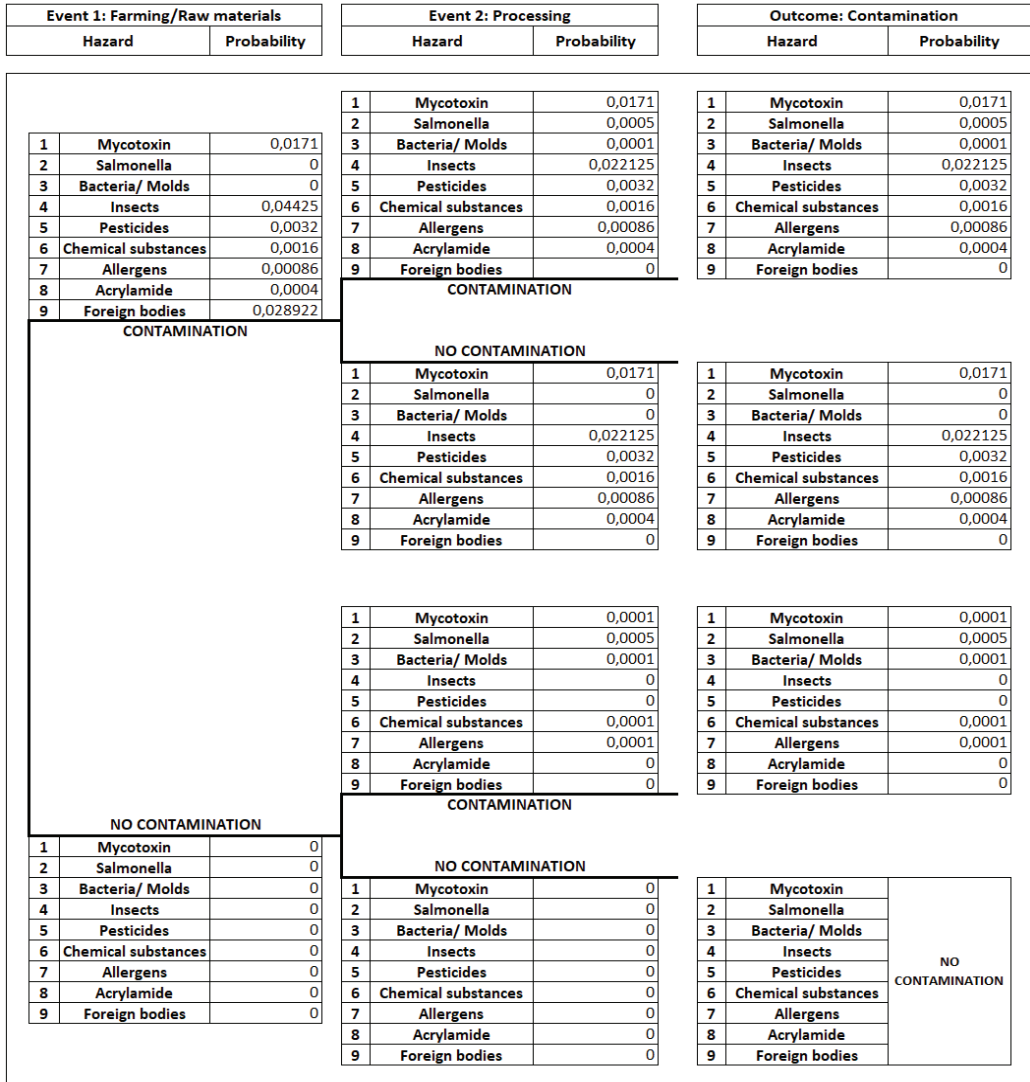 Event 1: Farming/Raw materials
Hazard Probability
Event 2: Processing
Hazard Probability
Outcome: Contamination
Hazard Probability
1 Mycotoxin 0,0171
2 Salmonella 0
3 Bacteria/ Molds 0
4 Insects 0,04425
5 Pesticides 0,0032
6 Chemical substances 0,0016
7 Allergens 0,00086
8 Acrylamide 0,0004
9 Foreign bodies 0,028922
CONTAMINATION
NO CONTAMINATION
1 Mycotoxin 0
2 Salmonella 0
3 Bacteria/ Molds 0
4 Insects 0
5 Pesticides 0
6 Chemical substances 0
7 Allergens 0
8 Acrylamide 0
9 Foreign bodies 0
1 Mycotoxin 0,0171
2 Salmonella 0,0005
3 Bacteria/ Molds 0,0001
4 Insects 0,022125
5 Pesticides 0,0032
6 Chemical substances 0,0016
7 Allergens 0,00086
8 Acrylamide 0,0004
9 Foreign bodies 0
CONTAMINATION
NO CONTAMINATION
1 Mycotoxin 0,0171
2 Salmonella 0
3 Bacteria/ Molds 0
4 Insects 0,022125
5 Pesticides 0,0032
6 Chemical substances 0,0016
7 Allergens 0,00086
8 Acrylamide 0,0004
9 Foreign bodies 0
1 Mycotoxin 0,0001
2 Salmonella 0,0005
3 Bacteria/ Molds 0,0001
4 Insects 0
5 Pesticides 0
6 Chemical substances 0,0001
7 Allergens 0,0001
8 Acrylamide 0
9 Foreign bodies 0
CONTAMINATION
NO CONTAMINATION
1 Mycotoxin 0
2 Salmonella 0
3 Bacteria/ Molds 0
4 Insects 0
5 Pesticides 0
6 Chemical substances 0
7 Allergens 0
8 Acrylamide 0
9 Foreign bodies 0
1 Mycotoxin 0,0171
2 Salmonella 0,0005
3 Bacteria/ Molds 0,0001
4 Insects 0,022125
5 Pesticides 0,0032
6 Chemical substances 0,0016
7 Allergens 0,00086
8 Acrylamide 0,0004
9 Foreign bodies 0
1 Mycotoxin 0,0171
2 Salmonella 0
3 Bacteria/ Molds 0
4 Insects 0,022125
5 Pesticides 0,0032
6 Chemical substances 0,0016
7 Allergens 0,00086
8 Acrylamide 0,0004
9 Foreign bodies 0
1 Mycotoxin 0,0001
2 Salmonella 0,0005
3 Bacteria/ Molds 0,0001
4 Insects 0
5 Pesticides 0
6 Chemical substances 0,0001
7 Allergens 0,0001
8 Acrylamide 0
9 Foreign bodies 0
1 Mycotoxin
2 Salmonella
3 Bacteria/ Molds
4 Insects
5 Pesticides
6 Chemical substances
7 Allergens
8 Acrylamide
9 Foreign bodies
NO
CONTAMINATION